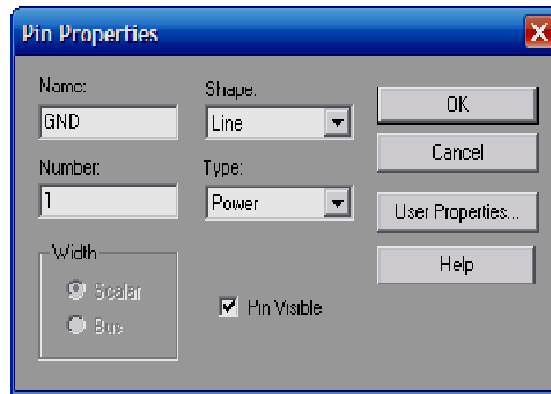 Pin Properties
Name:
GND
Shape:
Line
OK
Cancel
Number:
1
Type:
Power
User Properties...
Help
Width
Scalar
Bus
Pin Visible